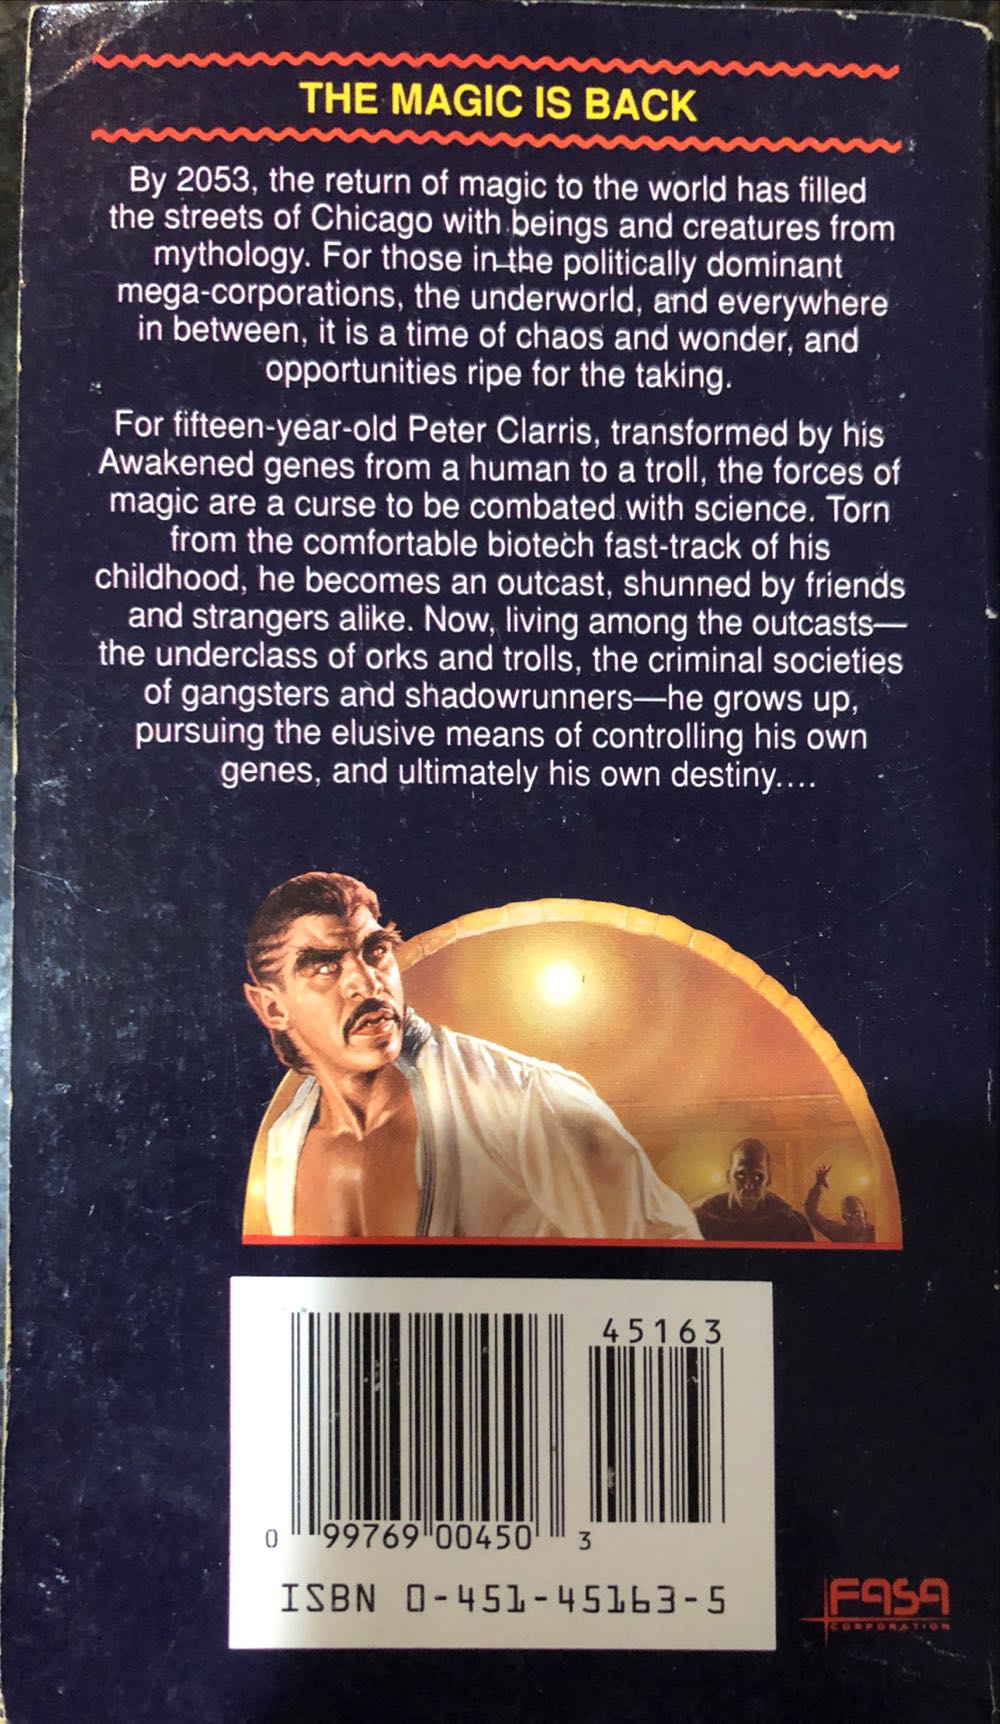 THE MAGIC IS BACK
By 2053, the return of magic to the world has filled
the streets of Chicago with beings and creatures from
mythology. For those in the politically dominant
mega-corporations, the underworld, and everywhere
in between, it is a time of chaos and wonder, and
opportunities ripe for the taking.
For fifteen-year-old Peter Clarris, transformed by his
Awakened genes from a human to a troll, the forces of
magic are a curse to be combated with science. Torn
from the comfortable biotech fast-track of his
childhood, he becomes an outcast, shunned by friends
and strangers alike. Now, living among the outcasts—
the underclass of orks and trolls, the criminal societies
of gangsters and shadowrunners—he grows up,
pursuing the elusive means of controlling his own
genes, and ultimately his own destiny....
45163
0 99769 00450 3
ISBN 0-451-45163-5
FASA
CORPORATION